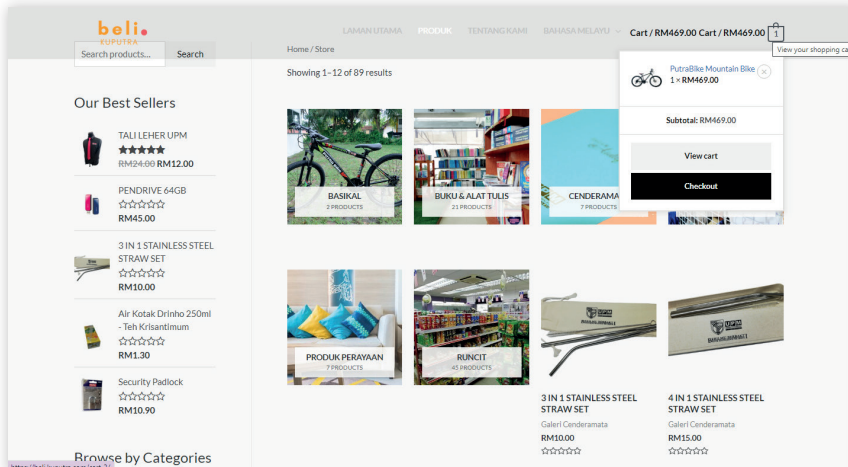 beli.
KUPUTRA
LAMAN UTAMA PRODUK TENTANG KAMI BAHASA MELAYU
Cart / RM469.00 Cart / RM469.00 1
View your shopping ca
Search products... Search
Home / Store
Showing 1–12 of 89 results
PutraBike Mountain Bike
1 × RM469.00
Subtotal: RM469.00
View cart
Checkout
Our Best Sellers
TALI LEHER UPM
RM24.00 RM12.00
PENDRIVE 64GB
RM45.00
3 IN 1 STAINLESS STEEL
STRAW SET
RM10.00
Air Kotak Drinho 250ml
- Teh Krisantimum
RM1.30
Security Padlock
RM10.90
Browse by Categories
BASIKAL
2 PRODUCTS
BUKU & ALAT TULIS
21 PRODUCTS
CENDERAMA
7 PRODUCTS
PRODUK PERAYAAN
7 PRODUCTS
RUNCIT
45 PRODUCTS
UPM
UPM
3 IN 1 STAINLESS STEEL
STRAW SET
Galeri Cenderamata
RM10.00
4 IN 1 STAINLESS STEEL
STRAW SET
Galeri Cenderamata
RM15.00